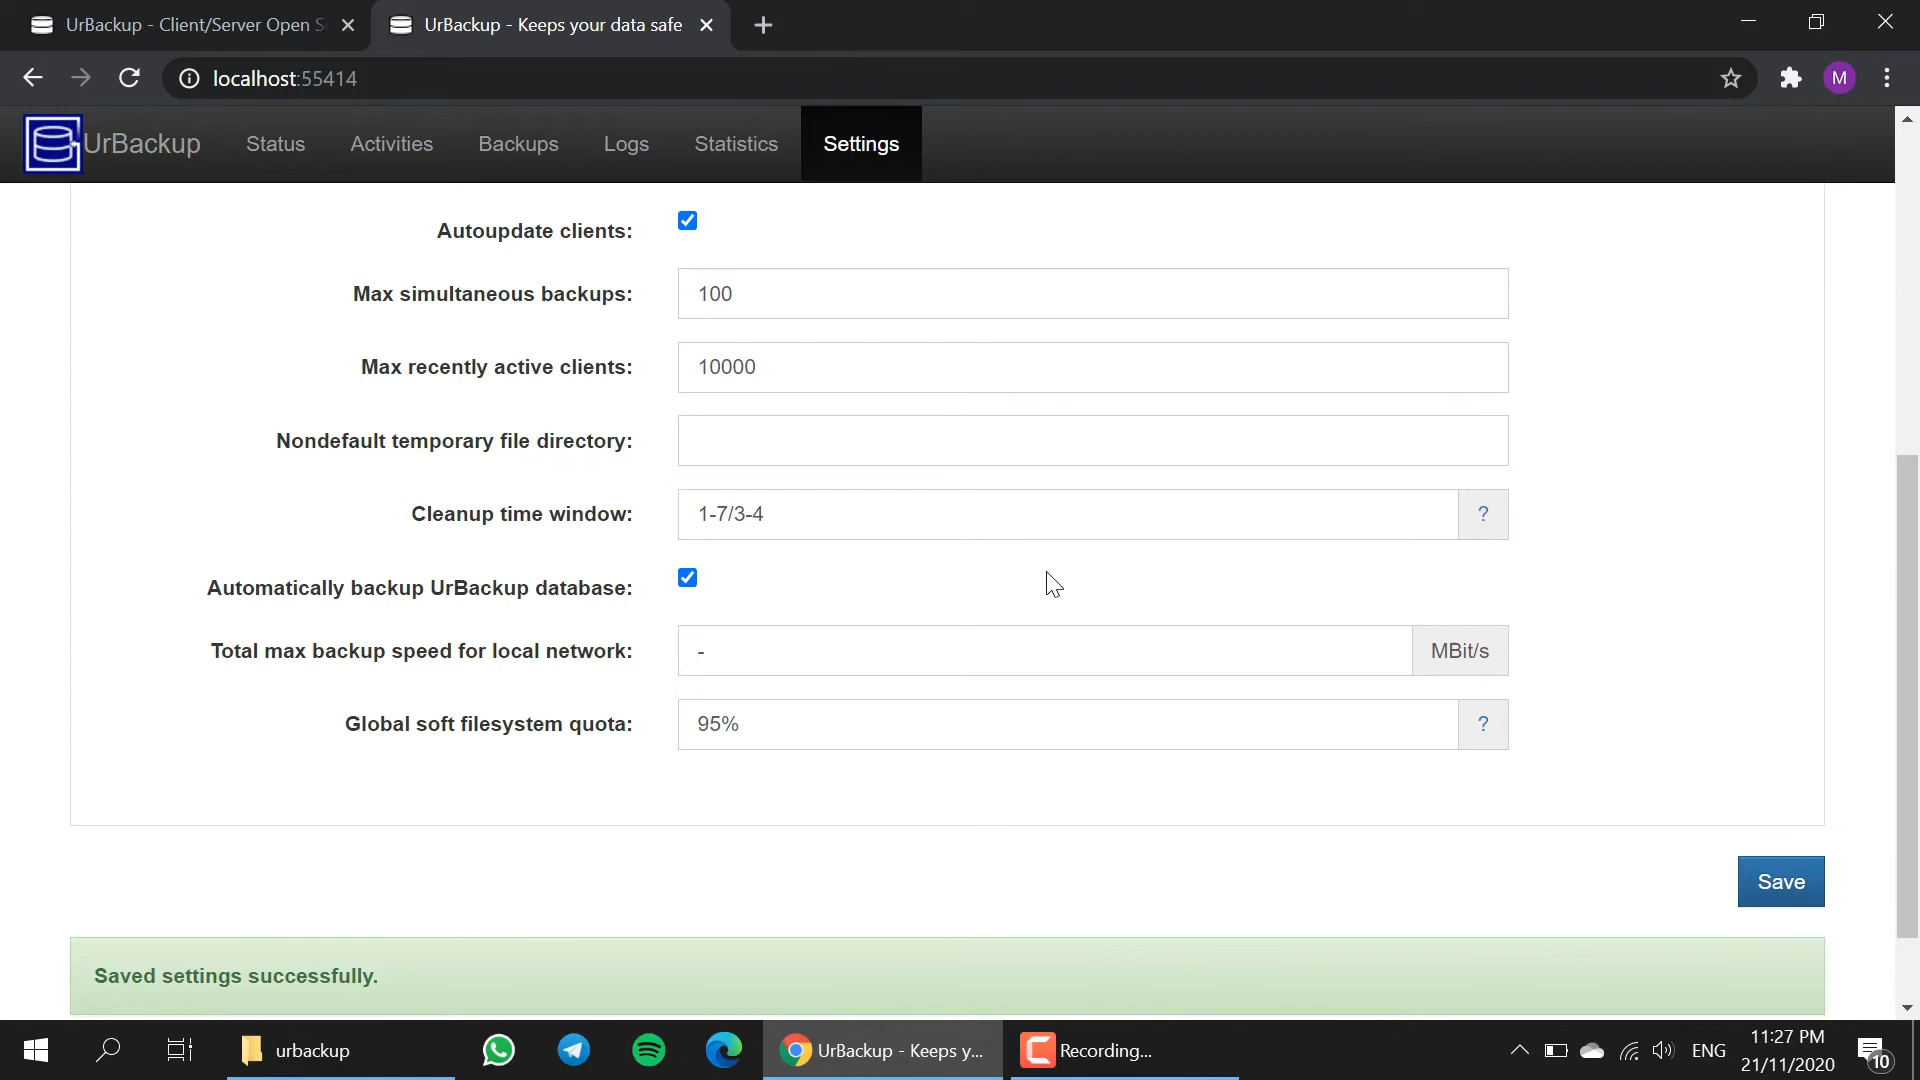 UrBackup - Client/Server Open S
UrBackup - Keeps your data safe
localhost:55414
M
UrBackup
Status
Activities
Backups
Logs
Statistics
Settings
Autoupdate clients:
Max simultaneous backups: 100
Max recently active clients: 10000
Nondefault temporary file directory:
Cleanup time window: 1-7/3-4 ?
Automatically backup UrBackup database:
Total max backup speed for local network: - MBit/s
Global soft filesystem quota: 95% ?
Save
Saved settings successfully.
urbackup
UrBackup - Keeps y...
Recording...
ENG
11:27 PM
21/11/2020
10